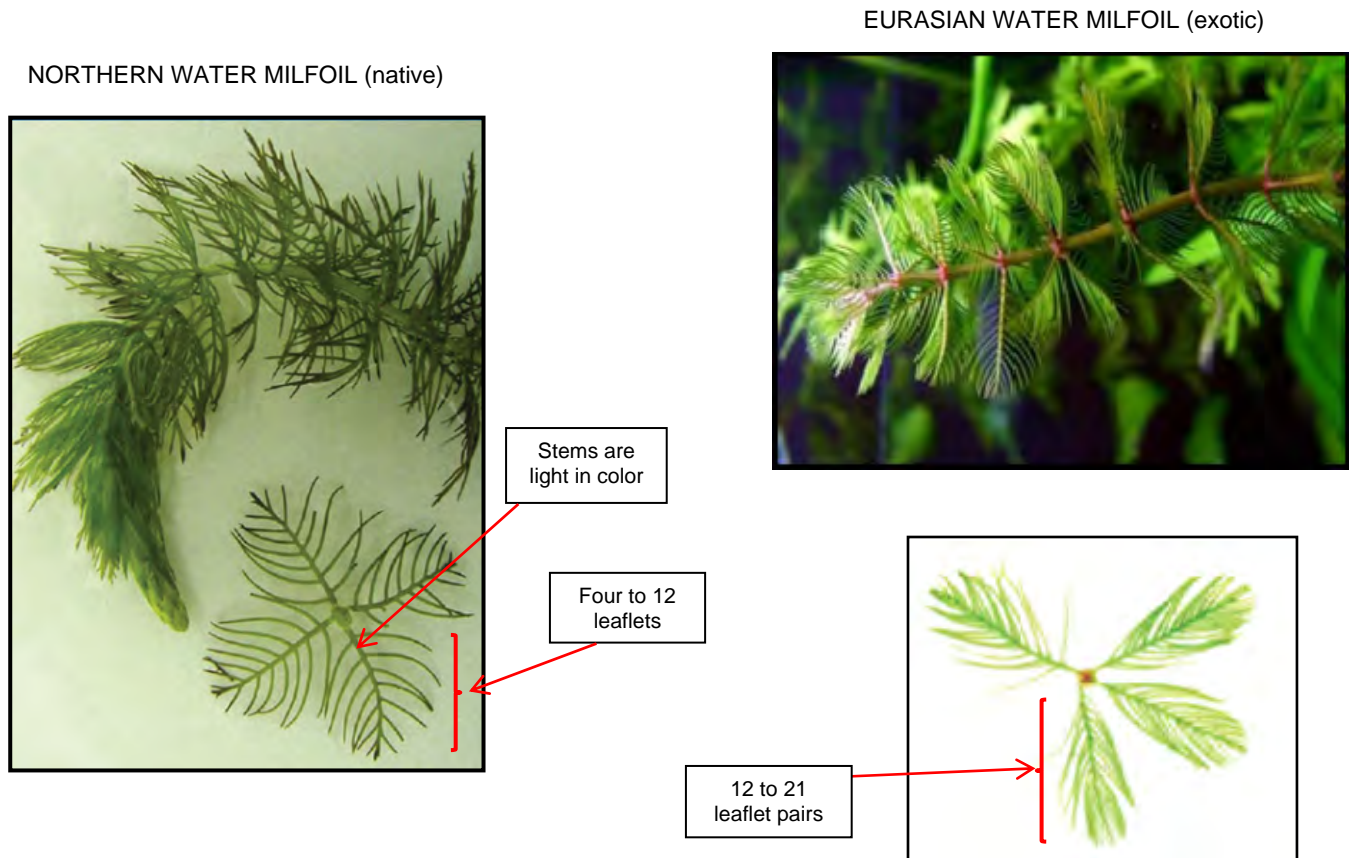 EURASIAN WATER MILFOIL (exotic)
NORTHERN WATER MILFOIL (native)
Stems are
light in color
Four to 12
leaflets
12 to 21
leaflet pairs